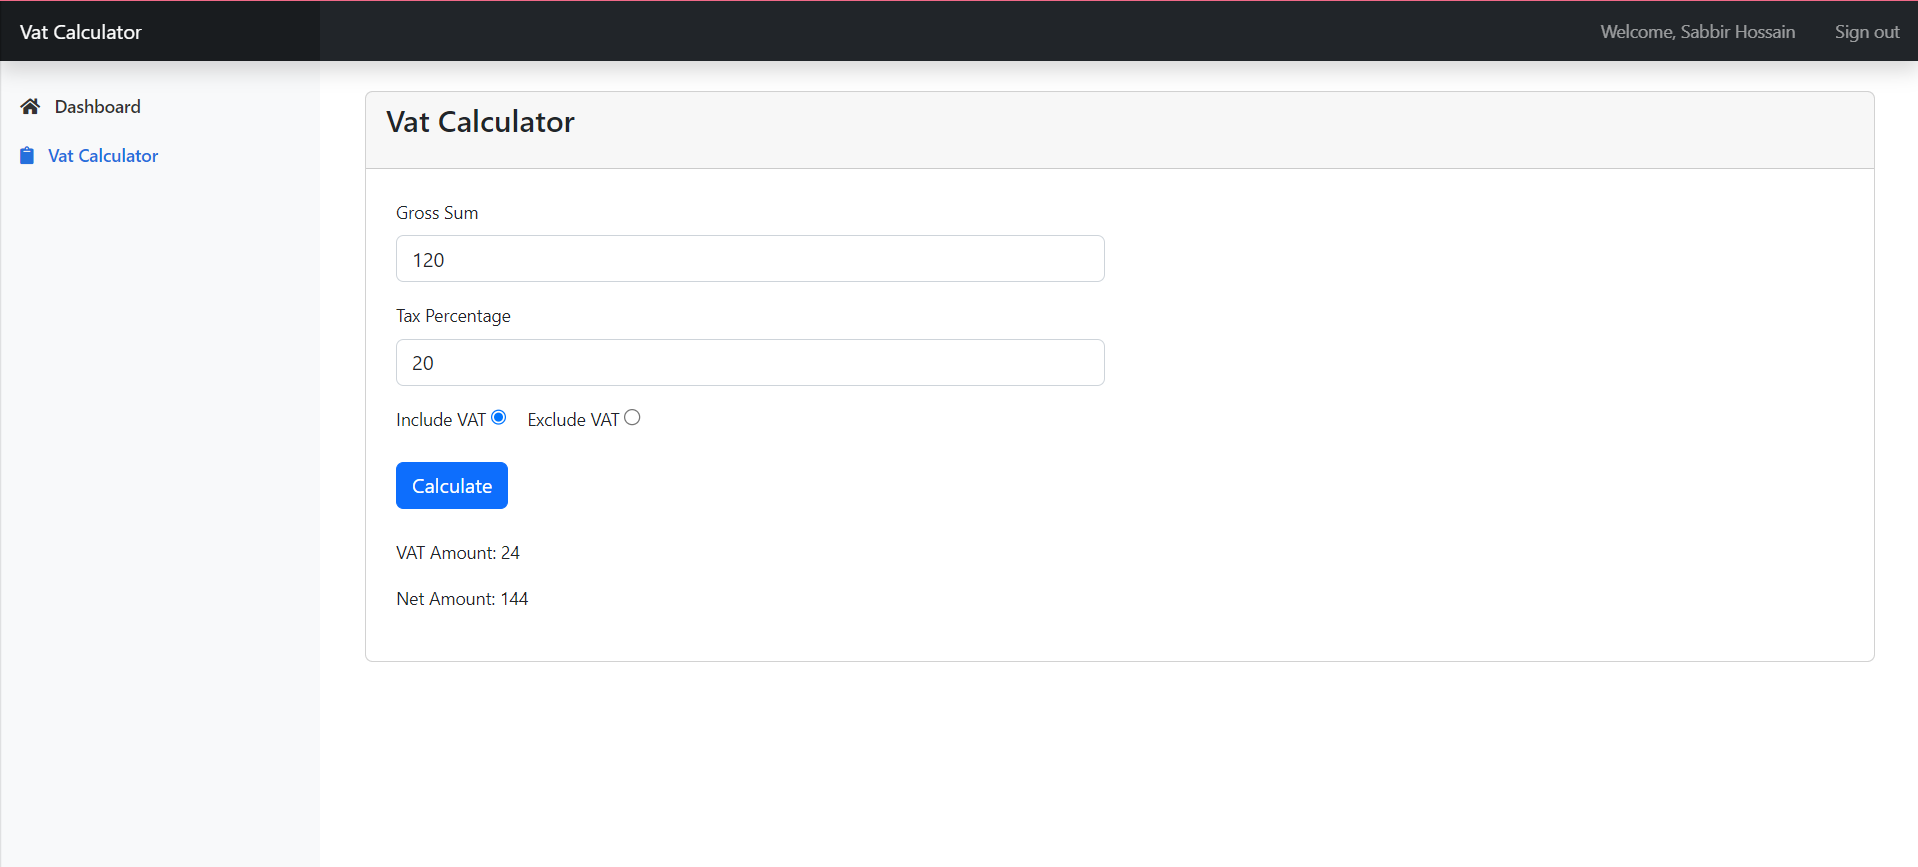 Vat Calculator
Welcome, Sabbir Hossain
Sign out
Dashboard
Vat Calculator
Vat Calculator
Gross Sum
120
Tax Percentage
20
Include VAT Exclude VAT
Calculate
VAT Amount: 24
Net Amount: 144